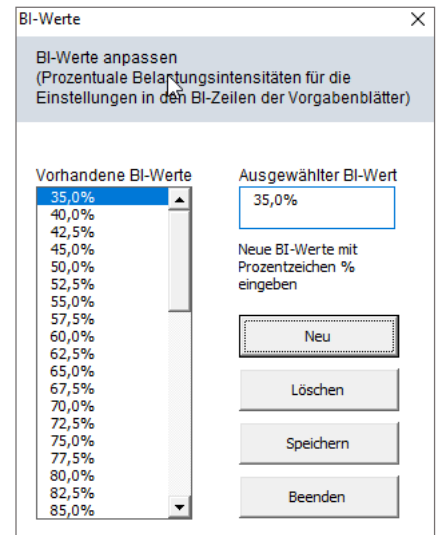 BI-Werte
BI-Werte anpassen
(Prozentuale Belastungsintensitäten für die
Einstellungen in den BI-Zeilen der Vorgabenblätter)
Vorhandene BI-Werte
35,0%
40,0%
42,5%
45,0%
50,0%
52,5%
55,0%
57,5%
60,0%
62,5%
65,0%
67,5%
70,0%
72,5%
75,0%
77,5%
80,0%
82,5%
85,0%
Ausgewählter BI-Wert
35,0%
Neue BI-Werte mit
Prozentzeichen %
eingeben
Neu
Löschen
Speichern
Beenden